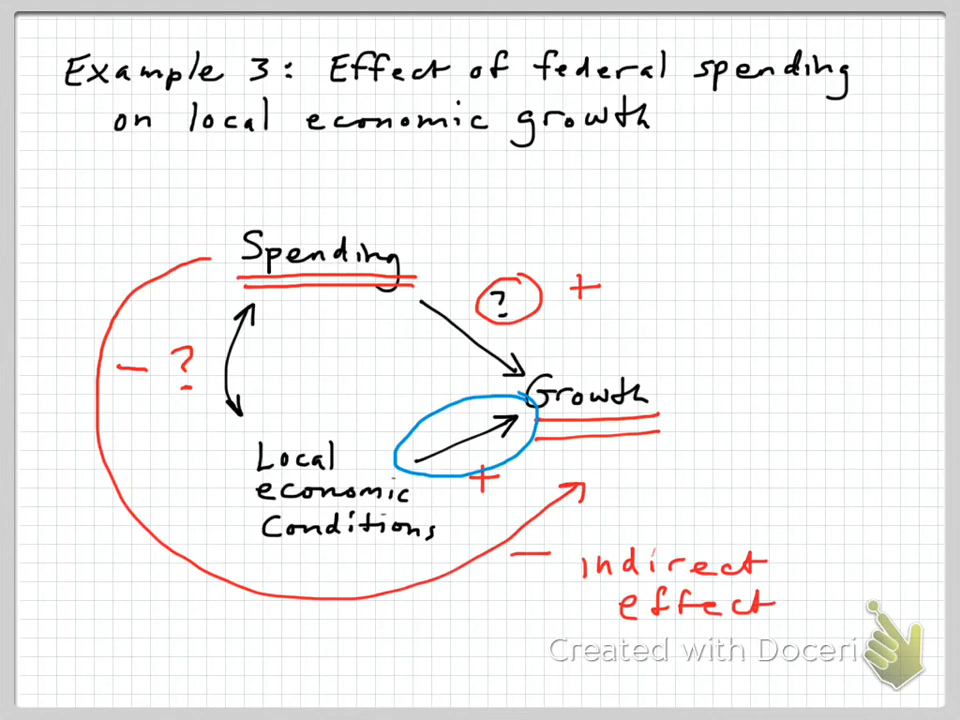 Example 3: Effect of federal spending
on local economic growth
Spending
? +
- ?
Growth
Local
economic
Conditions
+
- indirect
effect
Created with Doceri